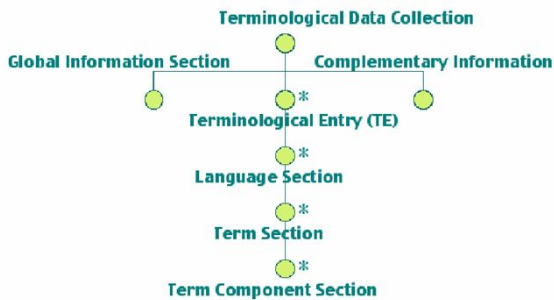 Terminological Data Collection
Global Information Section
Complementary Information
*
Terminological Entry (TE)
*
Language Section
*
Term Section
*
Term Component Section